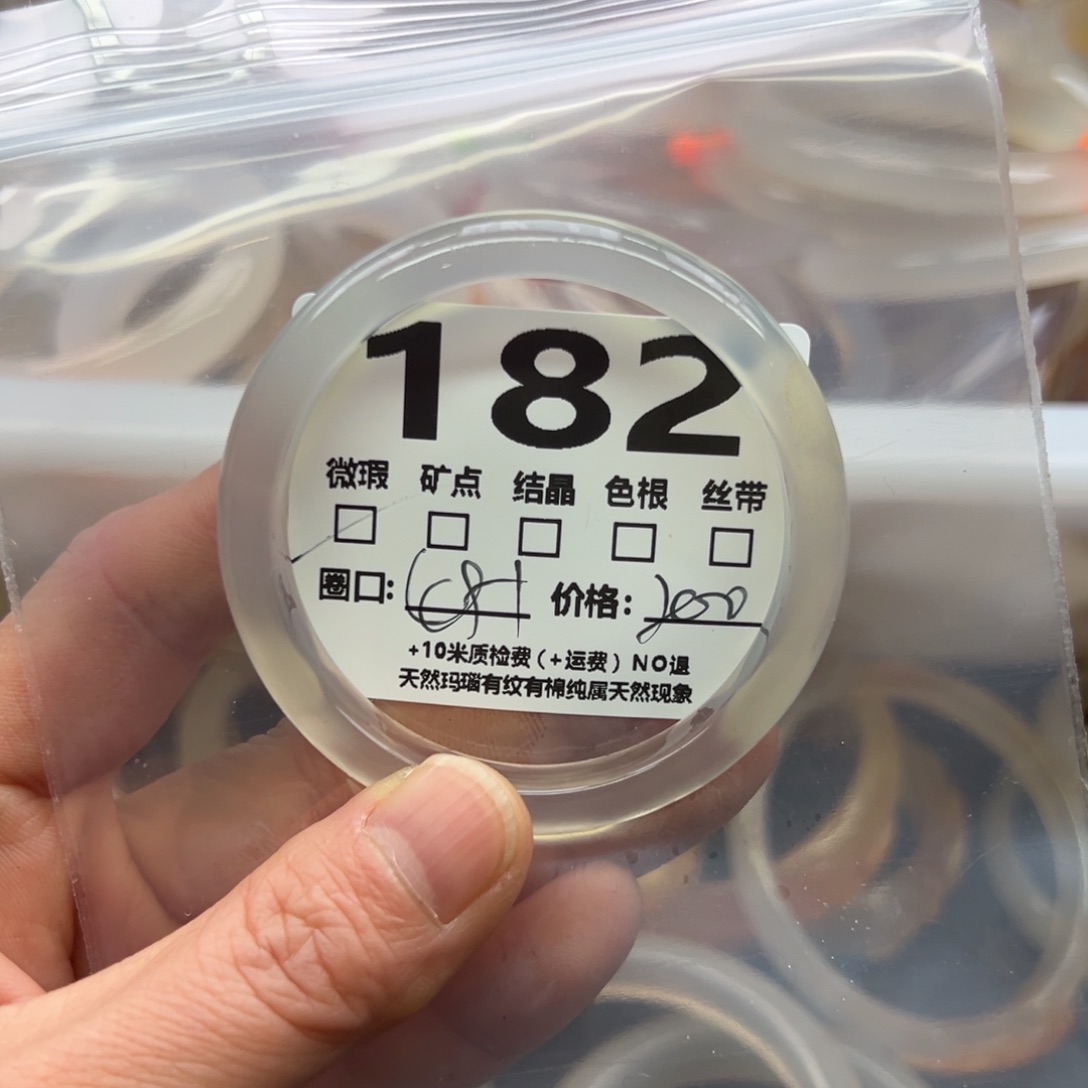 182
微瑕 矿点 结晶 色根 丝带
圈口: 价格:
+10米质检费(+运费)NO退
天然玛瑙有纹有棉纯属天然现象